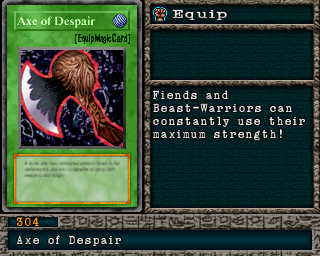 Axe of Despair
[EquipMagicCard]
Equip
Fiends and
Beast-Warriors can
constantly use their
maximum strength!
304
Axe of Despair